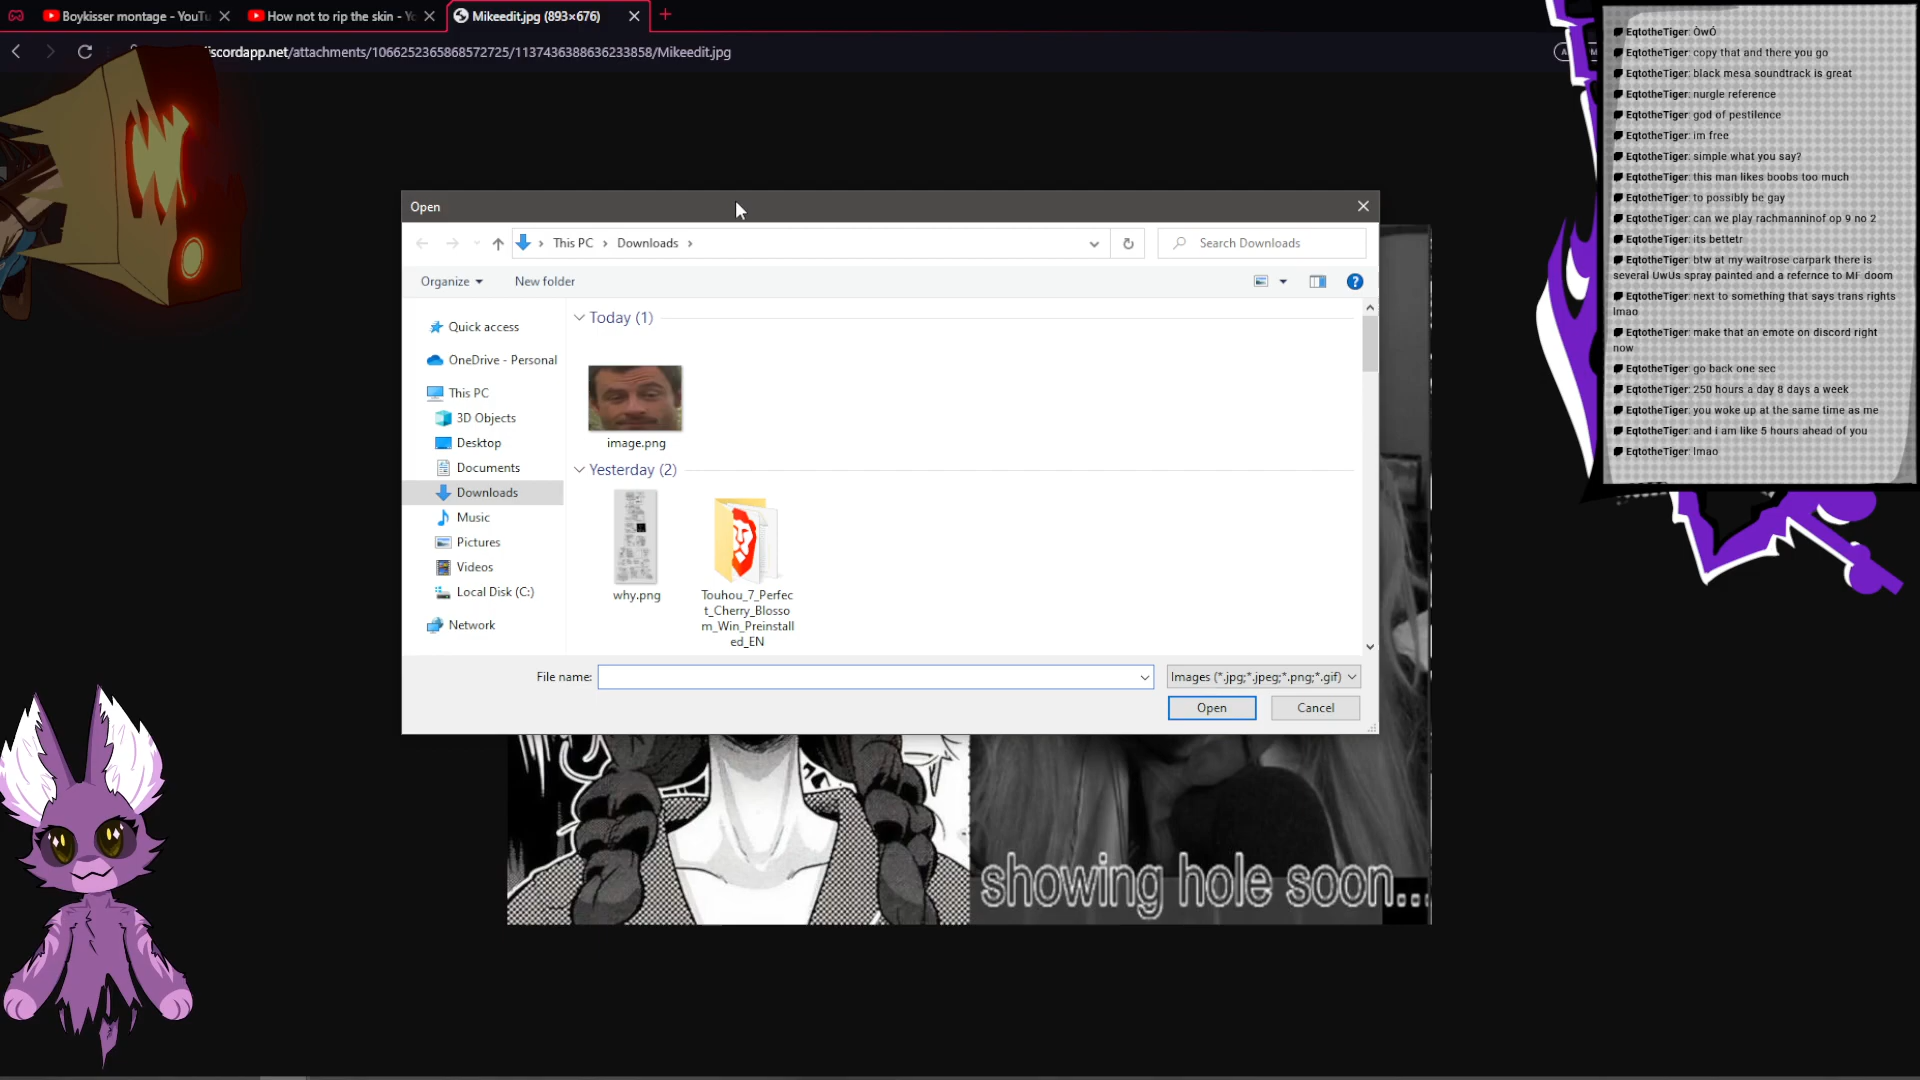 Boykisser montage - YouTu
How not to rip the skin - Yo
Mikeedit.jpg (893×676)
discordapp.net/attachments/1066252365868572725/1137436388636233858/Mikeedit.jpg
Open
This PC > Downloads >
Search Downloads
Organize
New folder
Quick access
OneDrive - Personal
This PC
3D Objects
Desktop
Documents
Downloads
Music
Pictures
Videos
Local Disk (C:)
Network
Today (1)
image.png
Yesterday (2)
why.png
Touhou_7_Perfec
t_Cherry_Blosso
m_Win_Preinstall
ed_EN
File name:
Images (*.jpg;*.jpeg;*.png;*.gif)
Open
Cancel
showing hole soon...
EqtotheTiger: ÒwÓ
EqtotheTiger: copy that and there you go
EqtotheTiger: black mesa soundtrack is great
EqtotheTiger: nurgle reference
EqtotheTiger: god of pestilence
EqtotheTiger: im free
EqtotheTiger: simple what you say?
EqtotheTiger: this man likes boobs too much
EqtotheTiger: to possibly be gay
EqtotheTiger: can we play rachmanninof op 9 no 2
EqtotheTiger: its bettetr
EqtotheTiger: btw at my waitrose carpark there is
several UwUs spray painted and a refernce to MF doom
EqtotheTiger: next to something that says trans rights
lmao
EqtotheTiger: make that an emote on discord right
now
EqtotheTiger: go back one sec
EqtotheTiger: 250 hours a day 8 days a week
EqtotheTiger: you woke up at the same time as me
EqtotheTiger: and i am like 5 hours ahead of you
EqtotheTiger: lmao